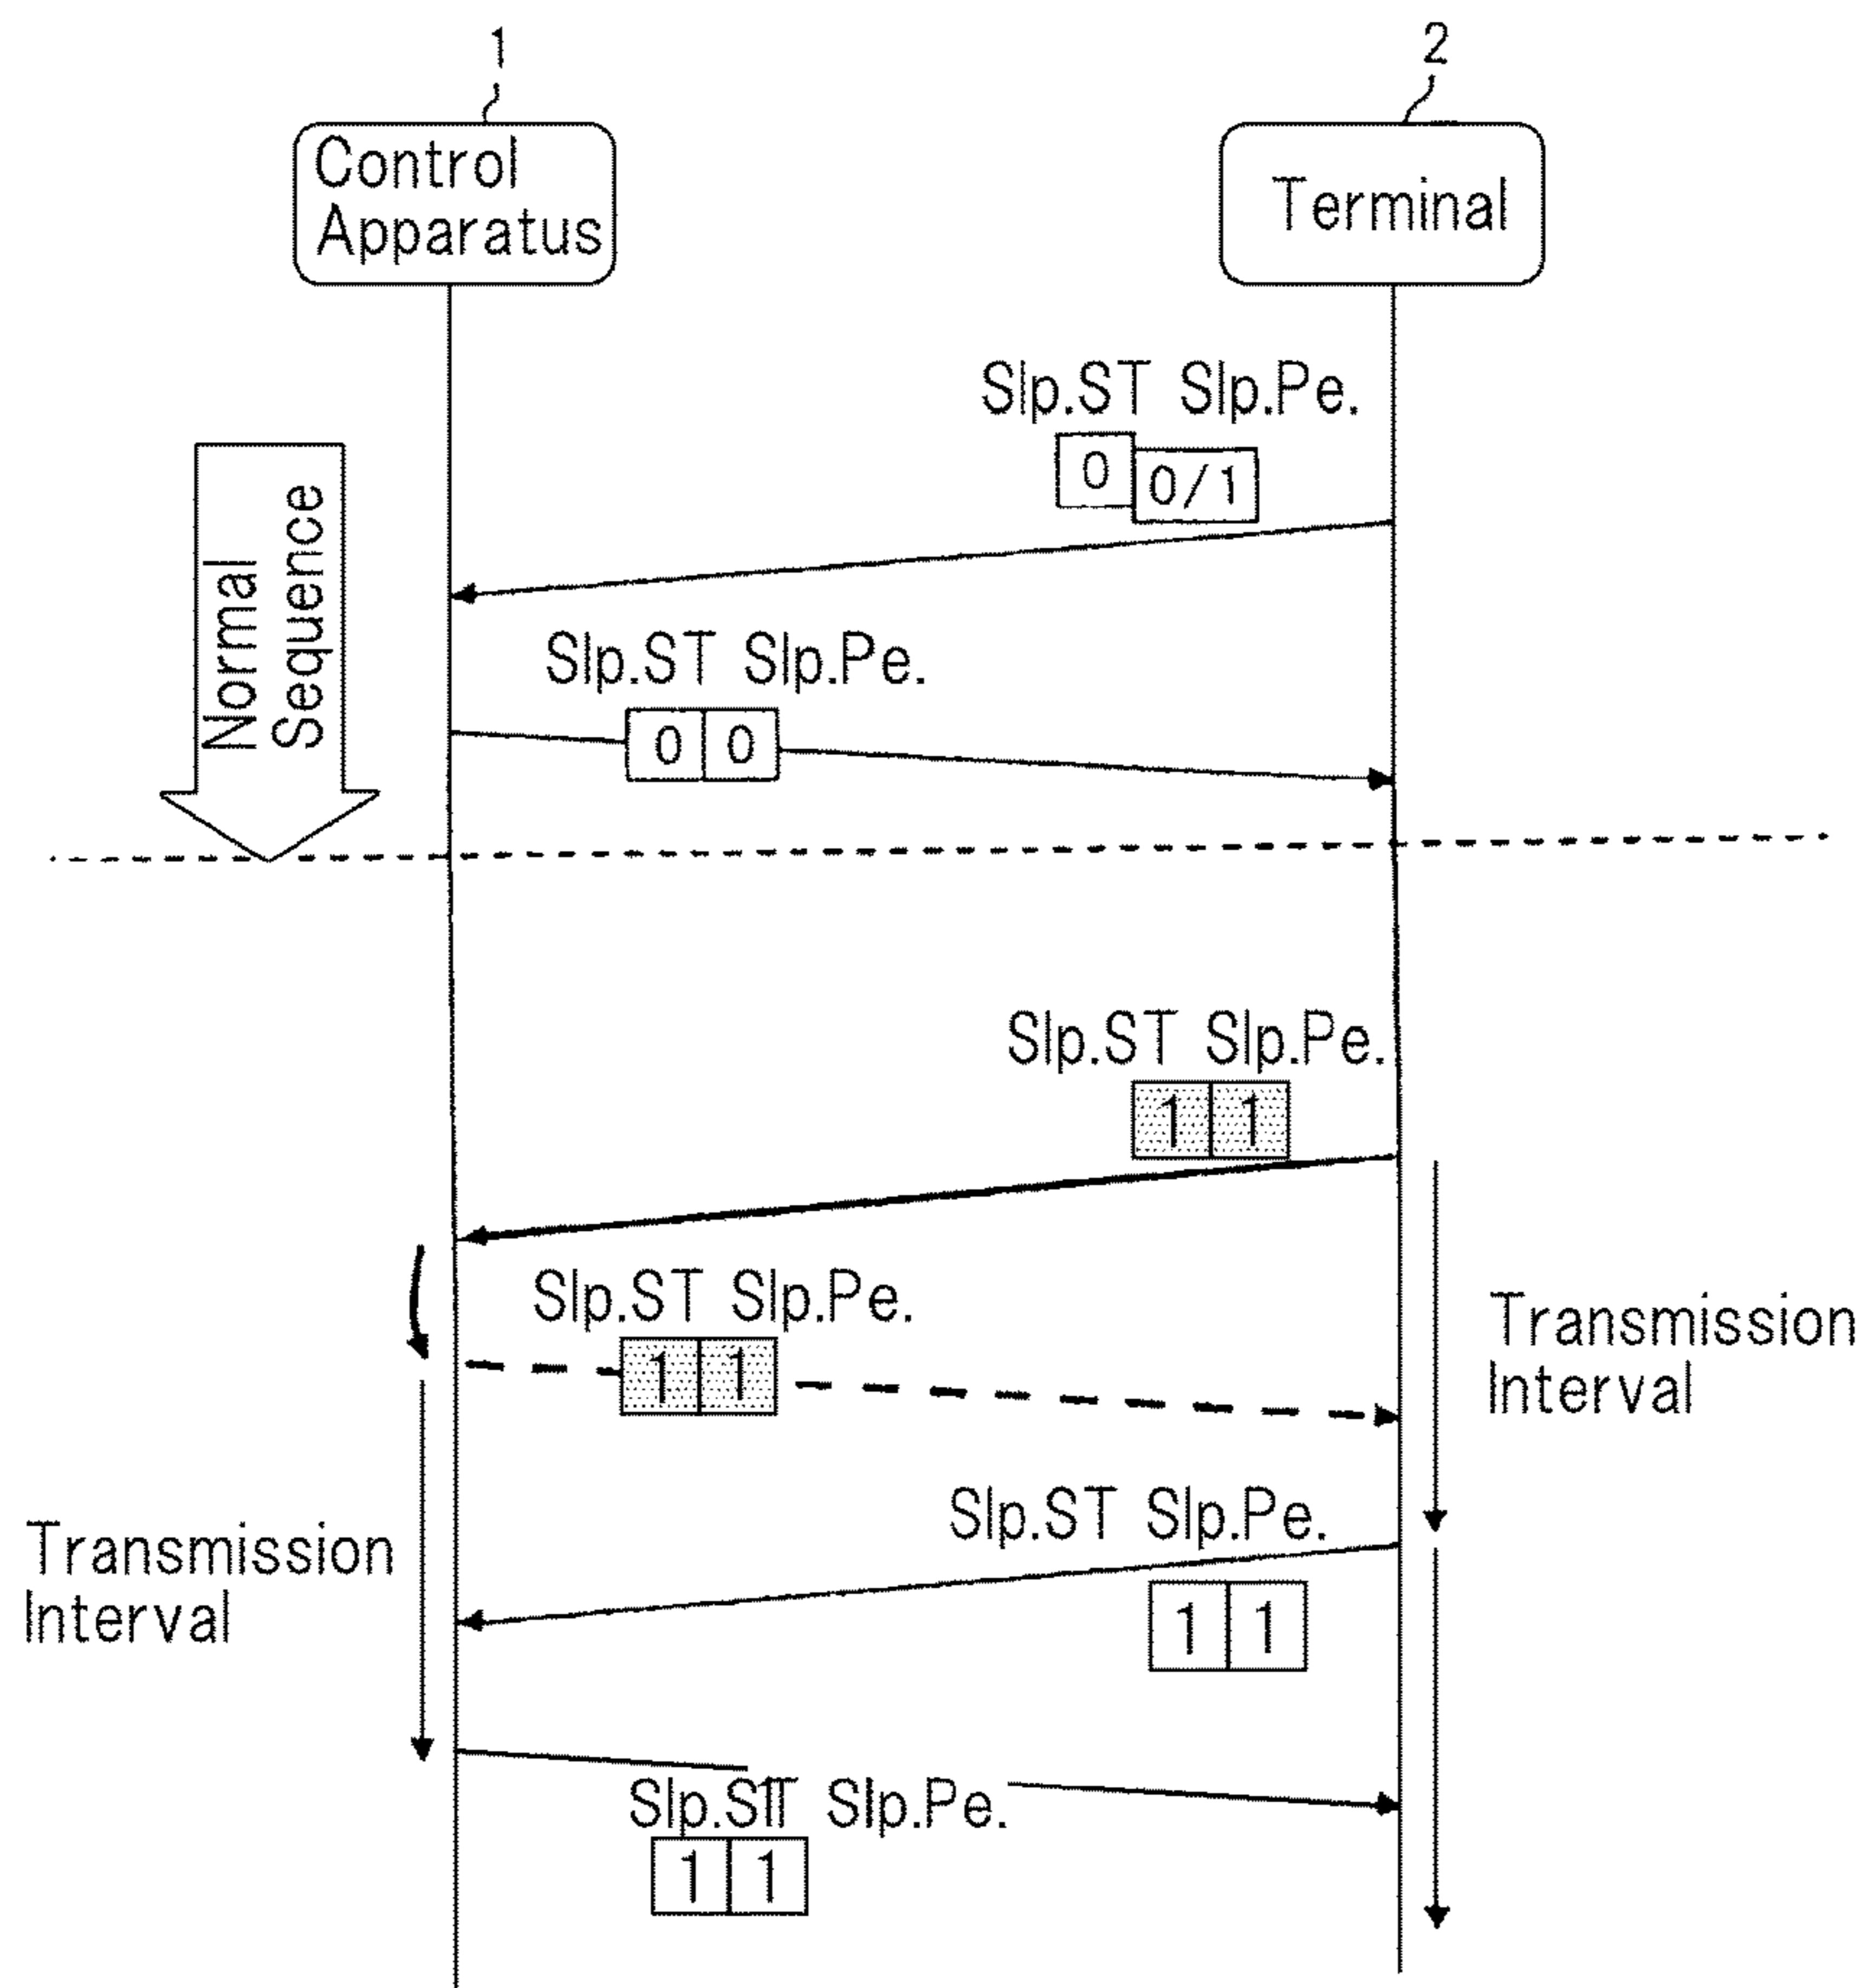 1
2
Control
Apparatus
Terminal
Slp.ST Slp.Pe.
0 0/1
Normal
Sequence
Slp.ST Slp.Pe.
0 0
Slp.ST Slp.Pe.
1 1
Slp.ST Slp.Pe.
1 1
Transmission
Interval
Slp.ST Slp.Pe.
1 1
Transmission
Interval
Slp.ST Slp.Pe.
1 1